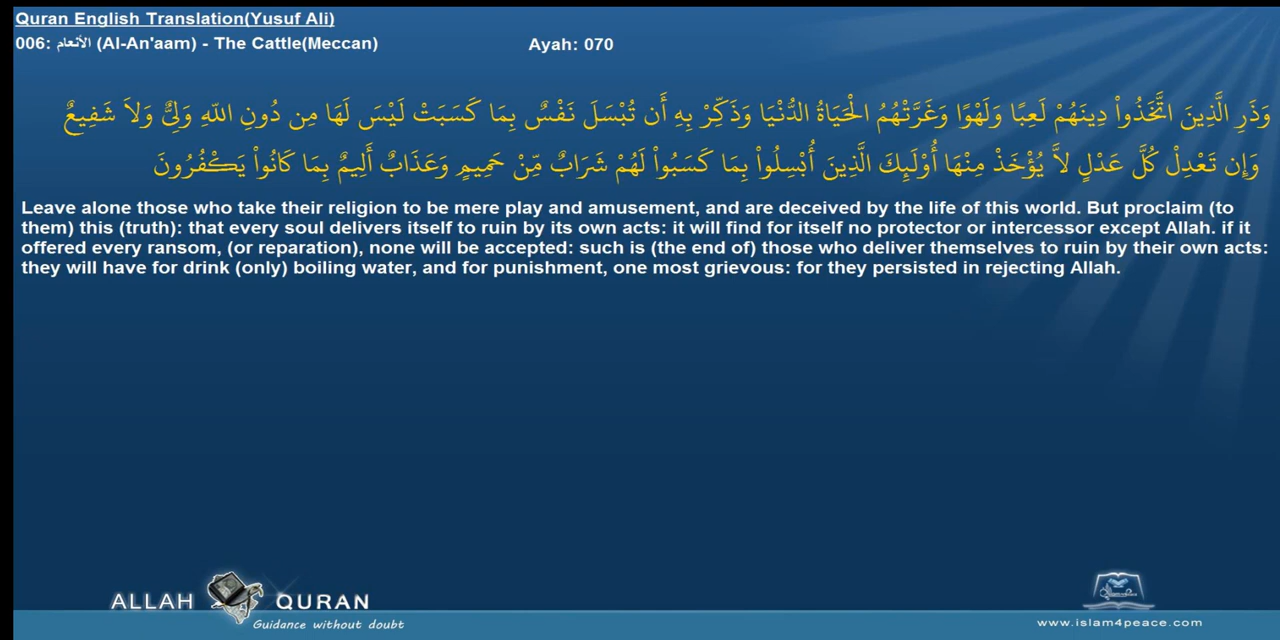 Quran English Translation(Yusuf Ali)
006: الأنعام (Al-An'aam) - The Cattle(Meccan)
Ayah: 070
وَذَرِ الَّذِينَ اتَّخَذُواْ دِينَهُمْ لَعِبًا وَلَهْوًا وَغَرَّتْهُمُ الْحَيَاةُ الدُّنْيَا وَذَكِّرْ بِهِ أَن تُبْسَلَ نَفْسٌ بِمَا كَسَبَتْ لَيْسَ لَهَا مِن دُونِ اللّهِ وَلِيٌّ وَلاَ شَفِيعٌ
وَإِن تَعْدِلْ كُلَّ عَدْلٍ لاَّ يُؤْخَذْ مِنْهَا أُوْلَئِكَ الَّذِينَ أُبْسِلُواْ بِمَا كَسَبُواْ لَهُمْ شَرَابٌ مِّنْ حَمِيمٍ وَعَذَابٌ أَلِيمٌ بِمَا كَانُواْ يَكْفُرُونَ
Leave alone those who take their religion to be mere play and amusement, and are deceived by the life of this world. But proclaim (to
them) this (truth): that every soul delivers itself to ruin by its own acts: it will find for itself no protector or intercessor except Allah. if it
offered every ransom, (or reparation), none will be accepted: such is (the end of) those who deliver themselves to ruin by their own acts:
they will have for drink (only) boiling water, and for punishment, one most grievous: for they persisted in rejecting Allah.
ALLAH QURAN
Guidance without doubt
www.islam4peace.com